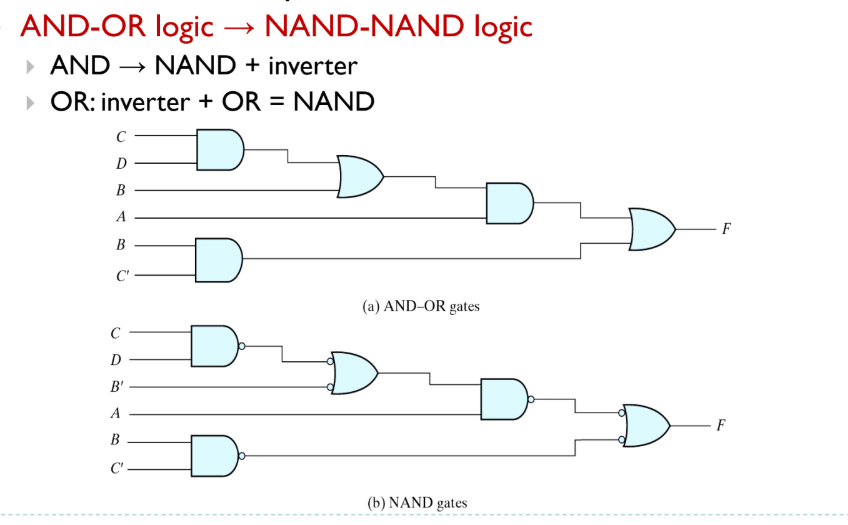 AND-OR logic → NAND-NAND logic
AND → NAND + inverter
OR: inverter + OR = NAND
C
D
B
A
B
C'
F
(a) AND–OR gates
C
D
B'
A
B
C'
F
(b) NAND gates